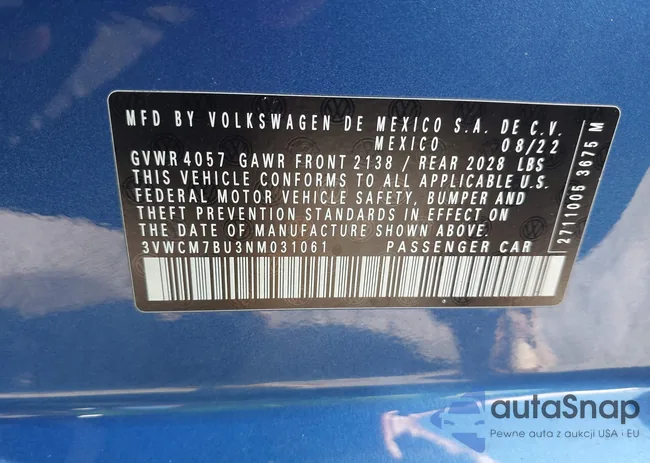 MFD BY VOLKSWAGEN DE MEXICO S.A. DE C.V.
MEXICO 08/22
GVWR 4057 GAWR FRONT 2138 / REAR 2028 LBS
THIS VEHICLE CONFORMS TO ALL APPLICABLE U.S.
FEDERAL MOTOR VEHICLE SAFETY, BUMPER AND
THEFT PREVENTION STANDARDS IN EFFECT ON
THE DATE OF MANUFACTURE SHOWN ABOVE.
3VWCM7BU3NM031061 PASSENGER CAR
2711005 3675 M
autaSnap
Pewne auta z aukcji USA i EU